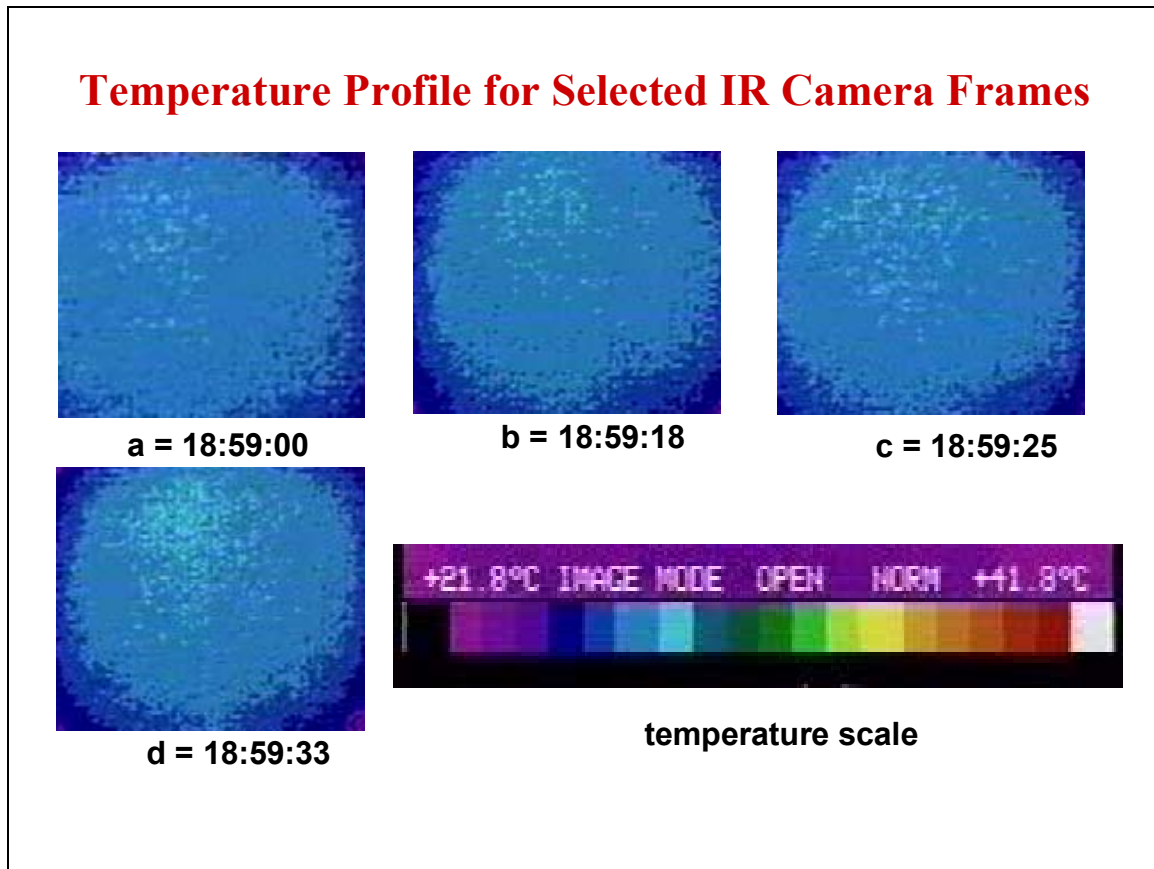 Temperature Profile for Selected IR Camera Frames
a = 18:59:00
b = 18:59:18
c = 18:59:25
d = 18:59:33
+21.8°C IMAGE MODE OPEN NORM +41.8°C
temperature scale